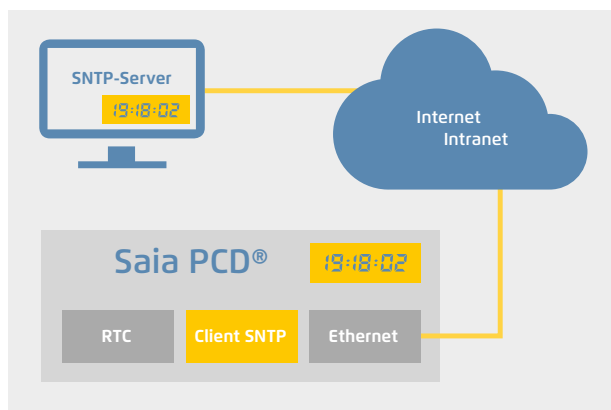 SNTP-Server
19:18:02
Internet
Intranet
Saia PCD®
19:18:02
RTC
Client SNTP
Ethernet